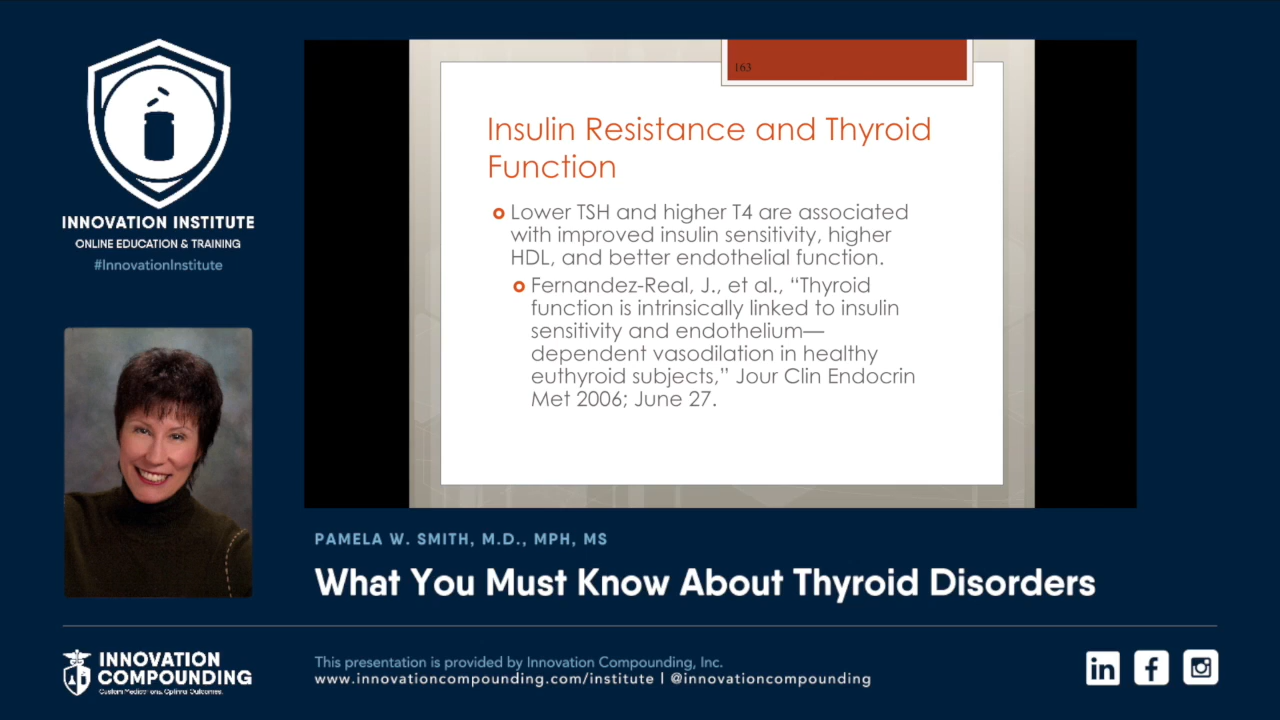 INNOVATION INSTITUTE
ONLINE EDUCATION & TRAINING
#InnovationInstitute
163
Insulin Resistance and Thyroid
Function
Lower TSH and higher T4 are associated
with improved insulin sensitivity, higher
HDL, and better endothelial function.
Fernandez-Real, J., et al., “Thyroid
function is intrinsically linked to insulin
sensitivity and endothelium—
dependent vasodilation in healthy
euthyroid subjects,” Jour Clin Endocrin
Met 2006; June 27.
PAMELA W. SMITH, M.D., MPH, MS
What You Must Know About Thyroid Disorders
INNOVATION
COMPOUNDING
Custom Medications. Optimal Outcomes.
This presentation is provided by Innovation Compounding, Inc.
www.innovationcompounding.com/institute | @innovationcompounding
in
f